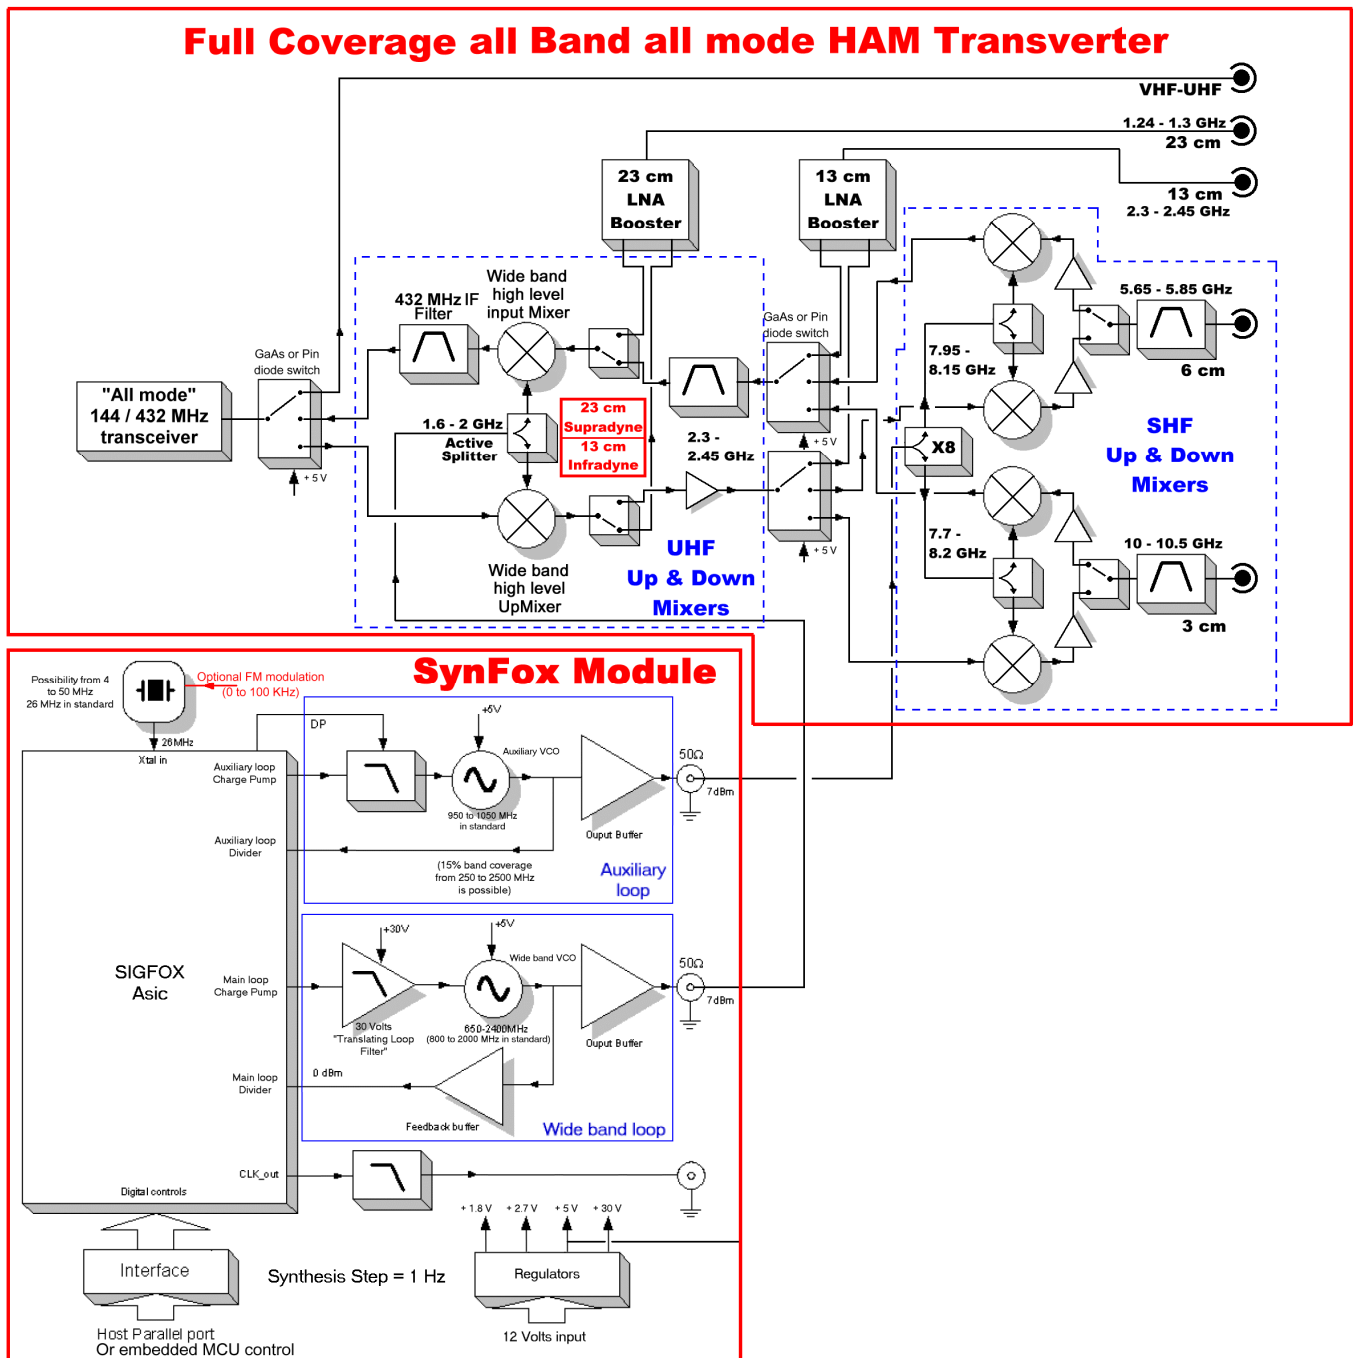 Full Coverage all Band all mode HAM Transverter
VHF-UHF
1.24 - 1.3 GHz
23 cm
13 cm
2.3 - 2.45 GHz
23 cm
LNA
Booster
13 cm
LNA
Booster
Wide band
high level
input Mixer
432 MHz IF
Filter
GaAs or Pin
diode switch
GaAs or Pin
diode switch
5.65 - 5.85 GHz
6 cm
7.95 -
8.15 GHz
"All mode"
144 / 432 MHz
transceiver
+ 5 V
1.6 - 2 GHz
Active
Splitter
23 cm
Supradyne
13 cm
Infradyne
2.3 -
2.45 GHz
+ 5 V
X8
SHF
Up & Down
Mixers
+ 5 V
7.7 -
8.2 GHz
10 - 10.5 GHz
3 cm
Wide band
high level
UpMixer
UHF
Up & Down
Mixers
SynFox Module
Possibility from 4
to 50 MHz
26 MHz in standard
Optional FM modulation
(0 to 100 KHz)
26MHz
Xtal in
DP
+5V
Auxiliary VCO
Auxiliary loop
Charge Pump
950 to 1050 MHz
in standard
Ouput Buffer
50Ω
7dBm
Auxiliary loop
Divider
(15% band coverage
from 250 to 2500 MHz
is possible)
Auxiliary
loop
+30V
+5V
Wide band VCO
SIGFOX
Asic
Main loop
Charge Pump
30 Volts
"Translating Loop
Filter"
650-2400MHz
(800 to 2000 MHz in standard)
Ouput Buffer
50Ω
7dBm
Main loop
Divider
0 dBm
Feedback buffer
Wide band loop
CLK_out
Digital controls
+ 1.8 V
+ 2.7 V
+ 5 V
+ 30 V
Interface
Synthesis Step = 1 Hz
Regulators
Host Parallel port
Or embedded MCU control
12 Volts input